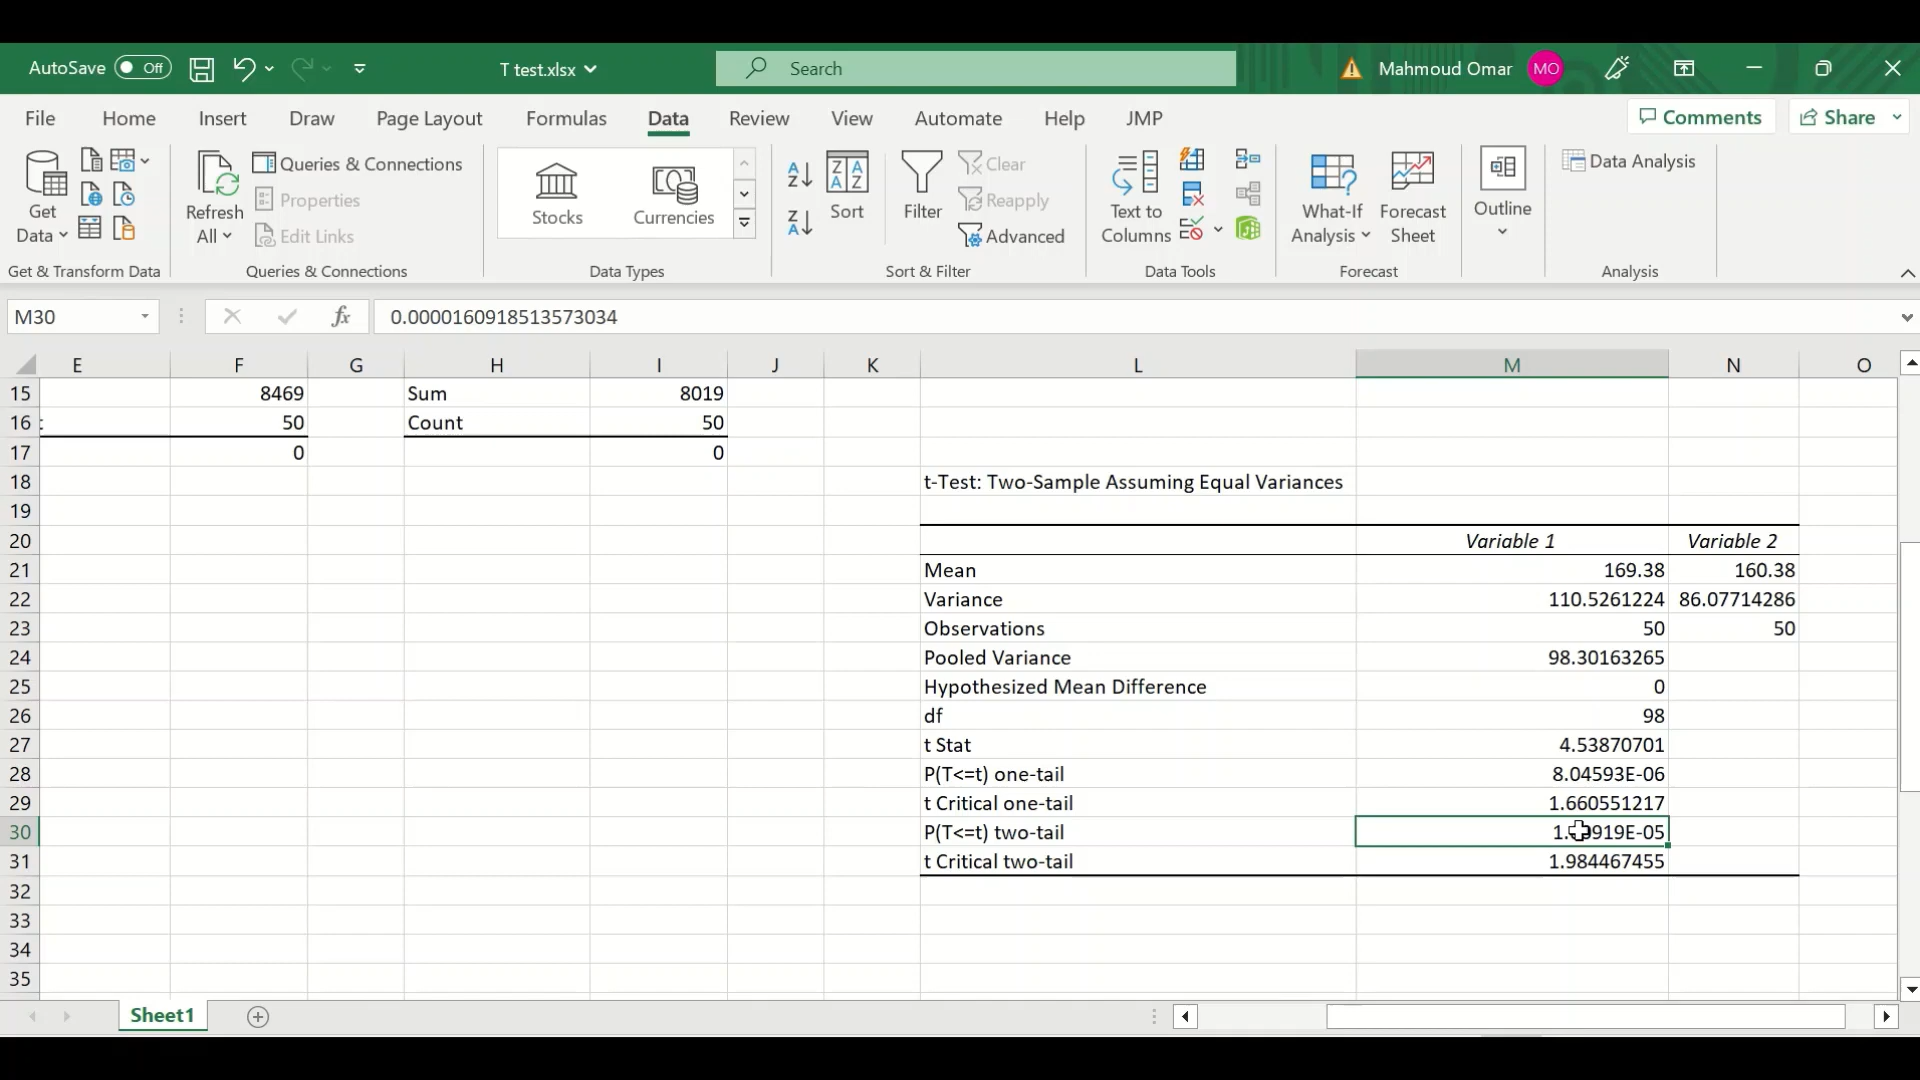 AutoSave Off T test.xlsx Search Mahmoud Omar MO
File Home Insert Draw Page Layout Formulas Data Review View Automate Help JMP Comments Share
Get Data Refresh All Queries & Connections Properties Edit Links Stocks Currencies Sort Filter Clear Reapply Advanced Text to Columns What-If Analysis Forecast Sheet Outline Data Analysis
Get & Transform Data Queries & Connections Data Types Sort & Filter Data Tools Forecast Analysis
M30 fx 0.0000160918513573034
E F G H I J K L M N O
15 8469 Sum 8019
16 50 Count 50
17 0 0
18 t-Test: Two-Sample Assuming Equal Variances
19
20 Variable 1 Variable 2
21 Mean 169.38 160.38
22 Variance 110.5261224 86.07714286
23 Observations 50 50
24 Pooled Variance 98.30163265
25 Hypothesized Mean Difference 0
26 df 98
27 t Stat 4.53870701
28 P(T<=t) one-tail 8.04593E-06
29 t Critical one-tail 1.660551217
30 P(T<=t) two-tail
31 t Critical two-tail 1.984467455
32
33
34
35
Sheet1